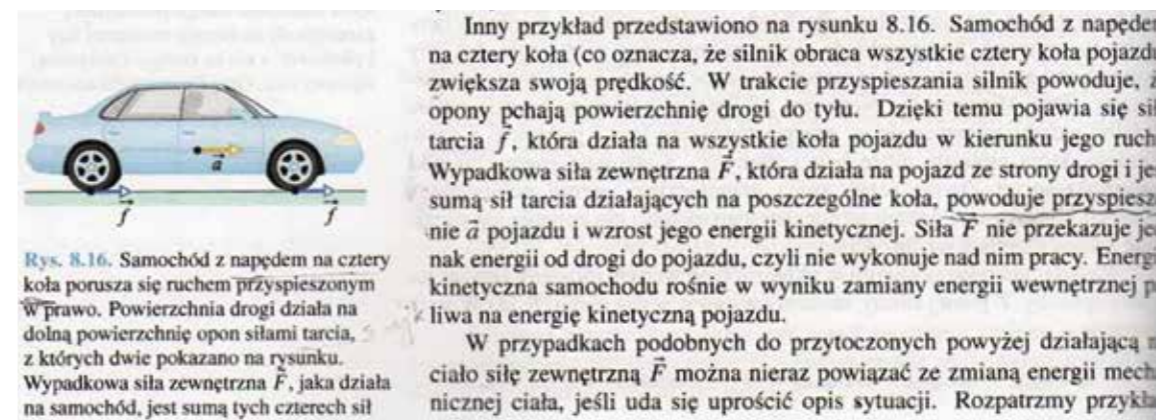 a
f
f
Rys. 8.16. Samochód z napędem na cztery
koła porusza się ruchem przyspieszonym
w prawo. Powierzchnia drogi działa na
dolną powierzchnię opon siłami tarcia,
z których dwie pokazano na rysunku.
Wypadkowa siła zewnętrzna F, jaka działa
na samochód, jest sumą tych czterech sił
Inny przykład przedstawiono na rysunku 8.16. Samochód z napęde
na cztery koła (co oznacza, że silnik obraca wszystkie cztery koła pojazd
zwiększa swoją prędkość. W trakcie przyspieszania silnik powoduje,
opony pchają powierzchnię drogi do tyłu. Dzięki temu pojawia się sił
tarcia f, która działa na wszystkie koła pojazdu w kierunku jego ruch
Wypadkowa siła zewnętrzna F, która działa na pojazd ze strony drogi i je
sumą sił tarcia działających na poszczególne koła, powoduje przyspiesz
nie a pojazdu i wzrost jego energii kinetycznej. Siła F nie przekazuje je
nak energii od drogi do pojazdu, czyli nie wykonuje nad nim pracy. Energi
kinetyczna samochodu rośnie w wyniku zamiany energii wewnętrznej p
liwa na energię kinetyczną pojazdu.
W przypadkach podobnych do przytoczonych powyżej działającą n
ciało siłę zewnętrzną F można nieraz powiązać ze zmianą energii mech
nicznej ciała, jeśli uda się uprościć opis sytuacji. Rozpatrzmy przykł